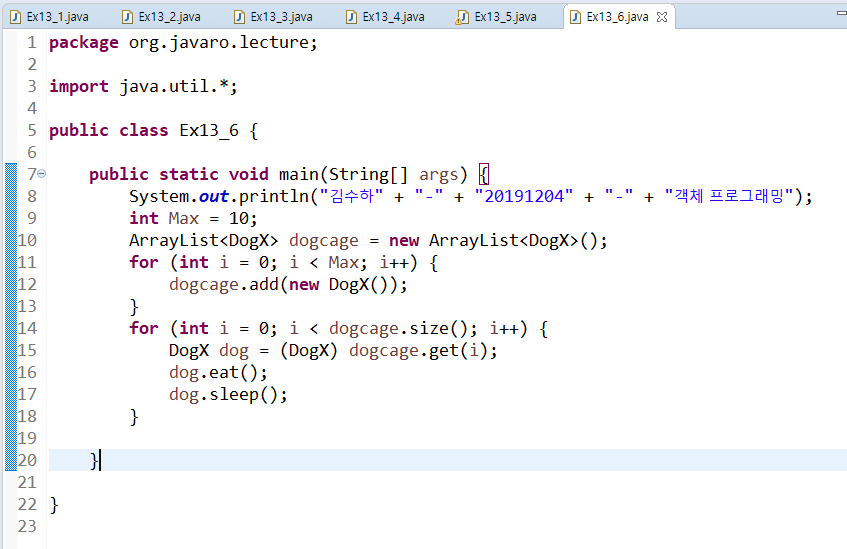 Ex13_1.java Ex13_2.java Ex13_3.java Ex13_4.java Ex13_5.java Ex13_6.java
1 package org.javaro.lecture;
2
3 import java.util.*;
4
5 public class Ex13_6 {
6
7 public static void main(String[] args) {
8 System.out.println("김수하" + "-" + "20191204" + "-" + "객체 프로그래밍");
9 int Max = 10;
10 ArrayList<DogX> dogcage = new ArrayList<DogX>();
11 for (int i = 0; i < Max; i++) {
12 dogcage.add(new DogX());
13 }
14 for (int i = 0; i < dogcage.size(); i++) {
15 DogX dog = (DogX) dogcage.get(i);
16 dog.eat();
17 dog.sleep();
18 }
19
20 }
21
22 }
23